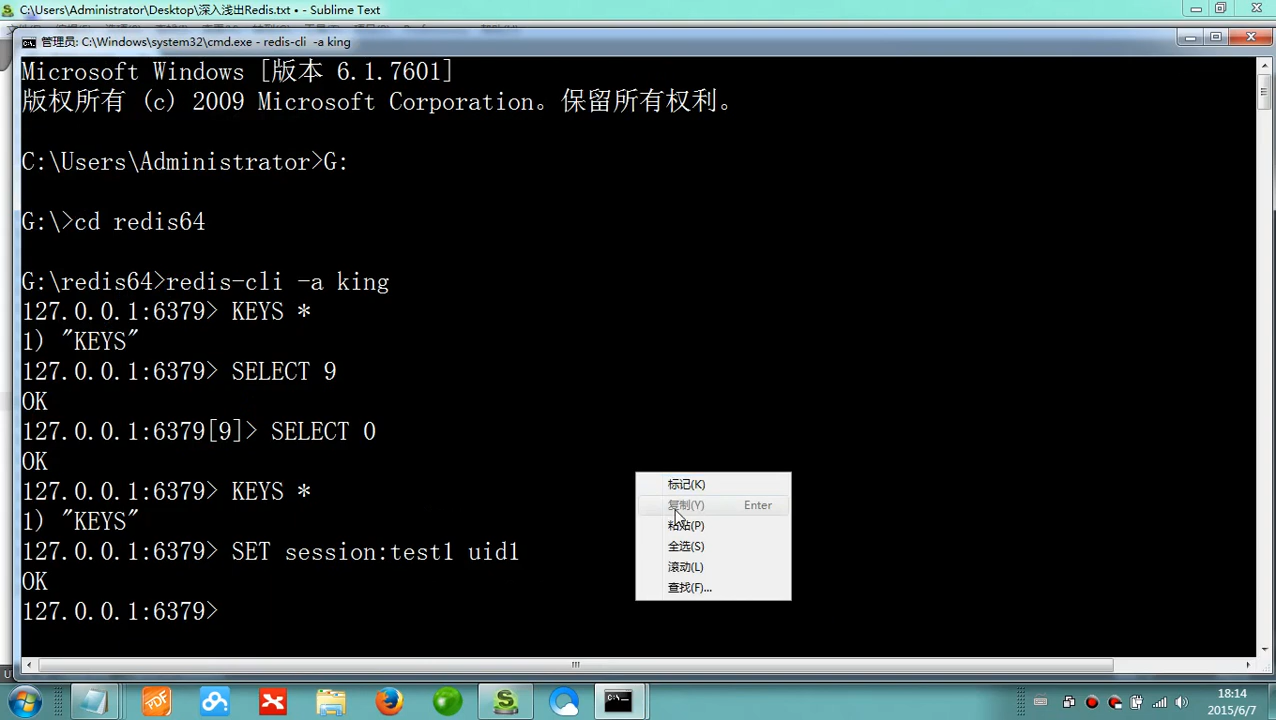 C:\Users\Administrator\Desktop\深入浅出Redis.txt • - Sublime Text
管理员: C:\Windows\system32\cmd.exe - redis-cli -a king
Microsoft Windows [版本 6.1.7601]
版权所有 (c) 2009 Microsoft Corporation。保留所有权利。
C:\Users\Administrator>G:
G:\>cd redis64
G:\redis64>redis-cli -a king
127.0.0.1:6379> KEYS *
1) "KEYS"
127.0.0.1:6379> SELECT 9
OK
127.0.0.1:6379[9]> SELECT 0
OK
127.0.0.1:6379> KEYS *
1) "KEYS"
127.0.0.1:6379> SET session:test1 uid1
OK
127.0.0.1:6379>
标记(K)
复制(Y) Enter
粘贴(P)
全选(S)
滚动(L)
查找(F)...
PDF
18:14
2015/6/7